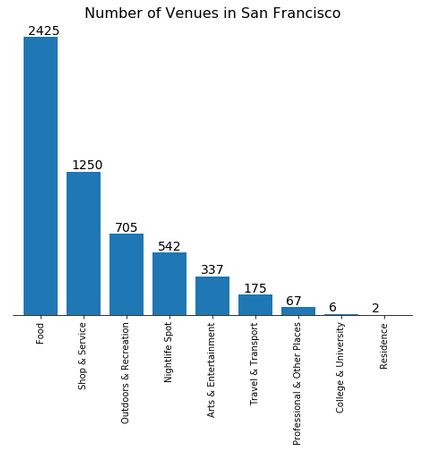 Number of Venues in San Francisco
2425
1250
705
542
337
175
67
6
2
Food
Shop & Service
Outdoors & Recreation
Nightlife Spot
Arts & Entertainment
Travel & Transport
Professional & Other Places
College & University
Residence